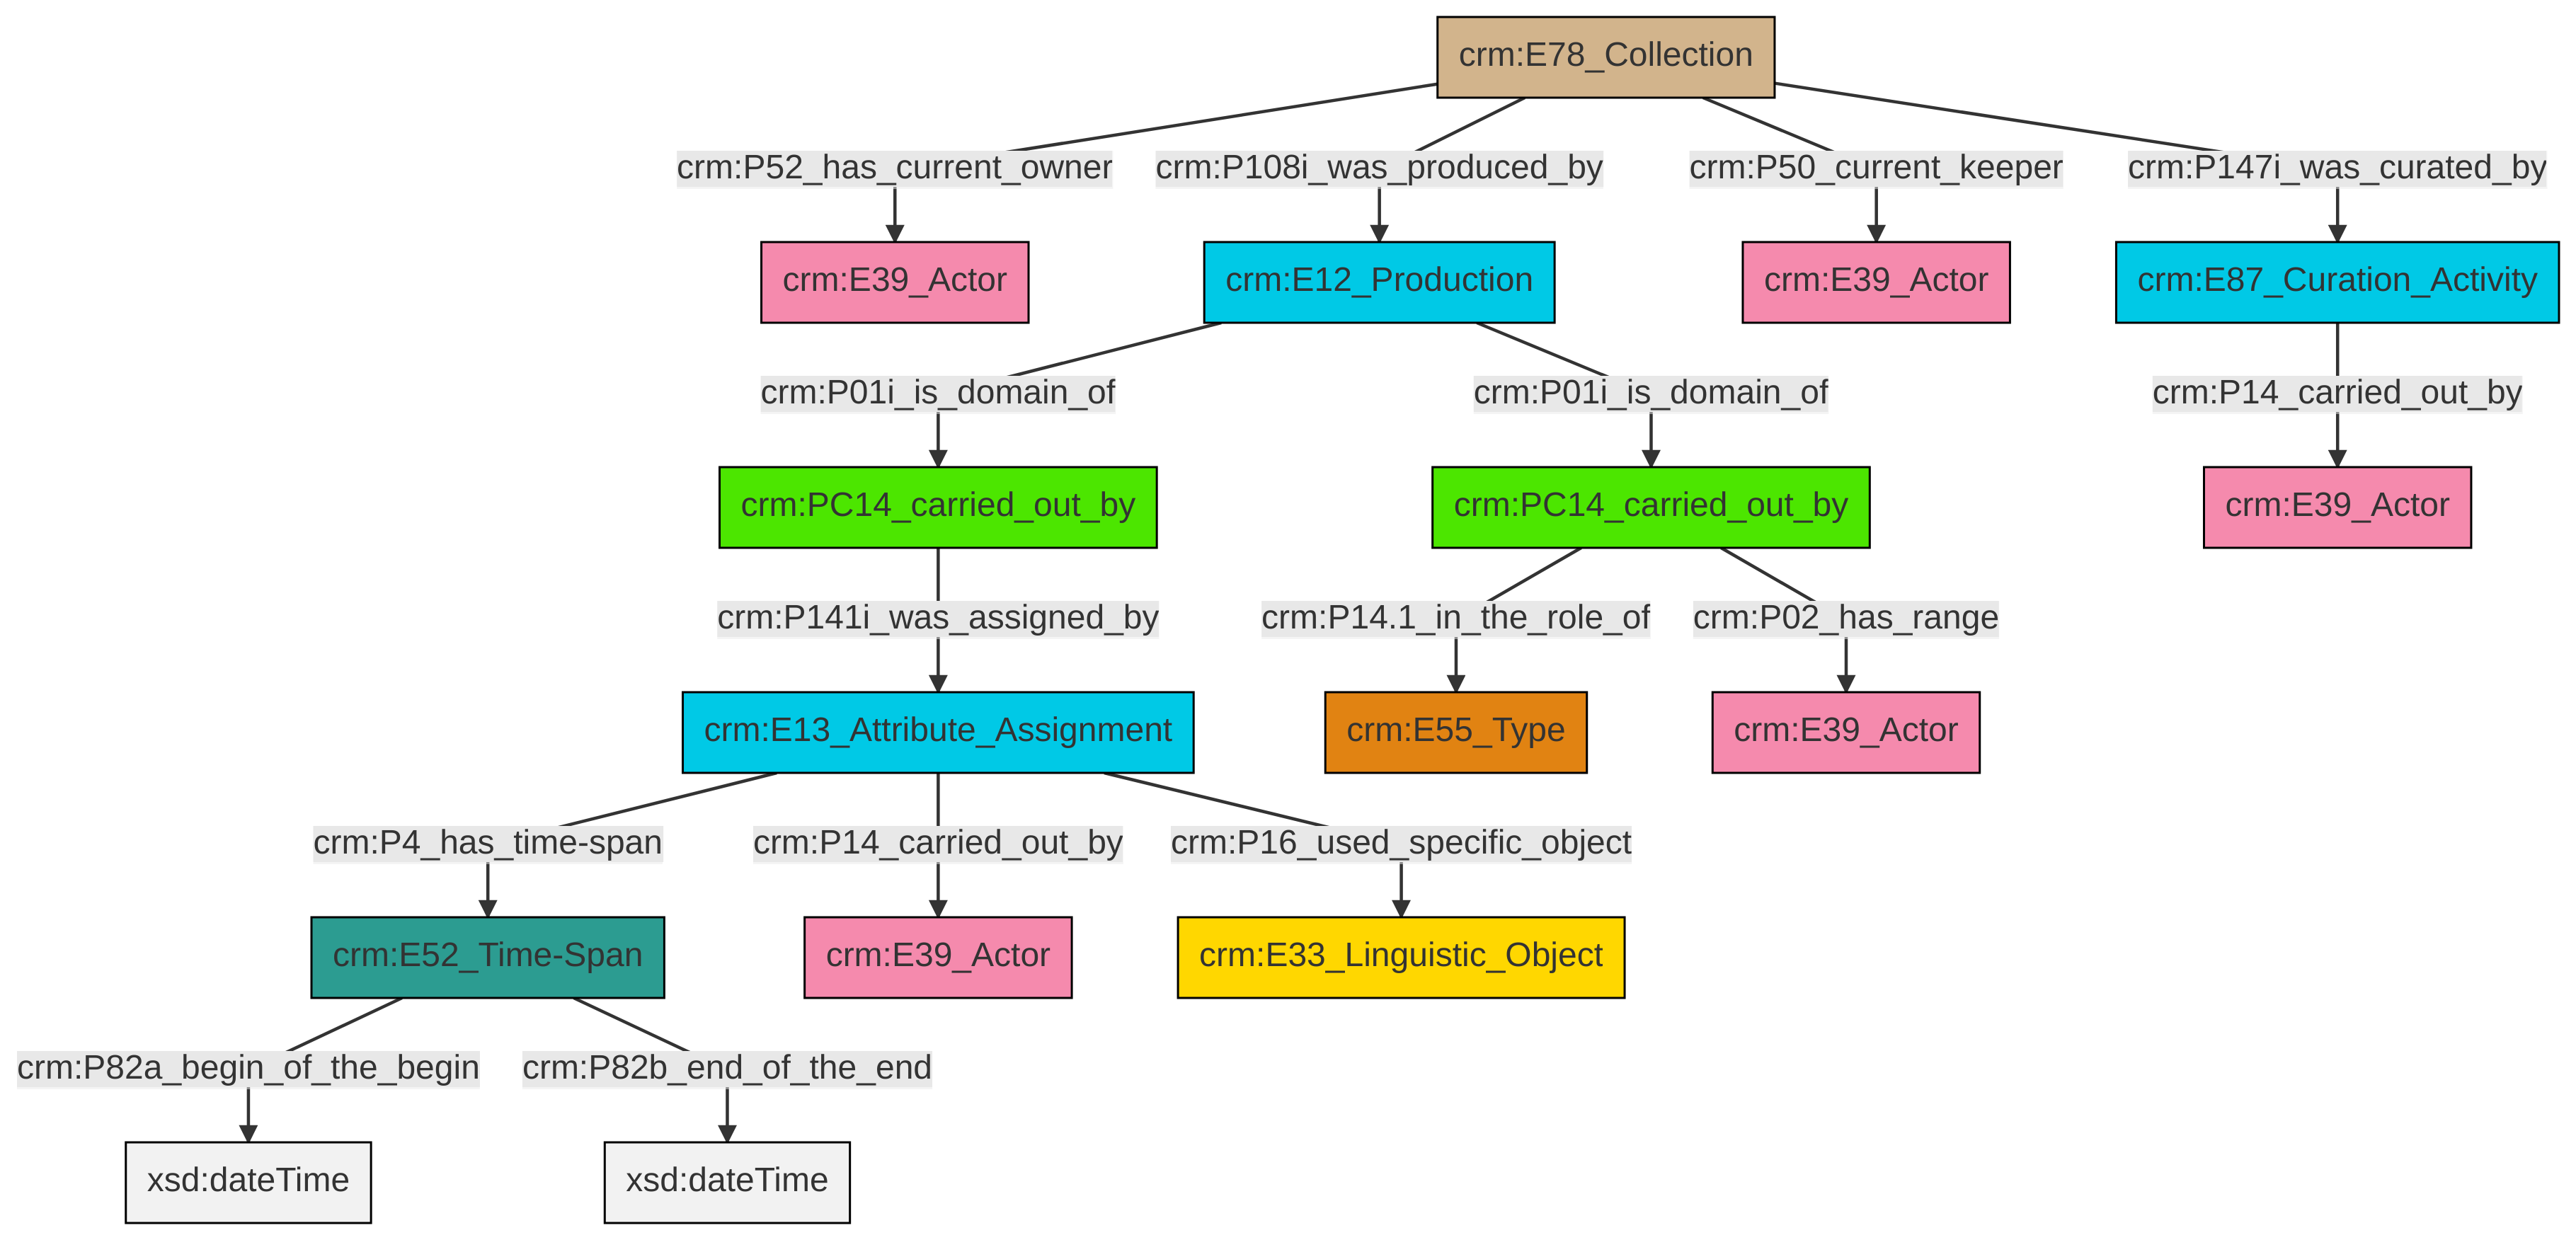 crm:E78_Collection
crm:P52_has_current_owner
crm:P108i_was_produced_by
crm:P50_current_keeper
crm:P147i_was_curated_by
crm:E39_Actor
crm:E12_Production
crm:E39_Actor
crm:E87_Curation_Activity
crm:P01i_is_domain_of
crm:P01i_is_domain_of
crm:P14_carried_out_by
crm:PC14_carried_out_by
crm:PC14_carried_out_by
crm:E39_Actor
crm:P141i_was_assigned_by
crm:P14.1_in_the_role_of
crm:P02_has_range
crm:E13_Attribute_Assignment
crm:E55_Type
crm:E39_Actor
crm:P4_has_time-span
crm:P14_carried_out_by
crm:P16_used_specific_object
crm:E52_Time-Span
crm:E39_Actor
crm:E33_Linguistic_Object
crm:P82a_begin_of_the_begin
crm:P82b_end_of_the_end
xsd:dateTime
xsd:dateTime